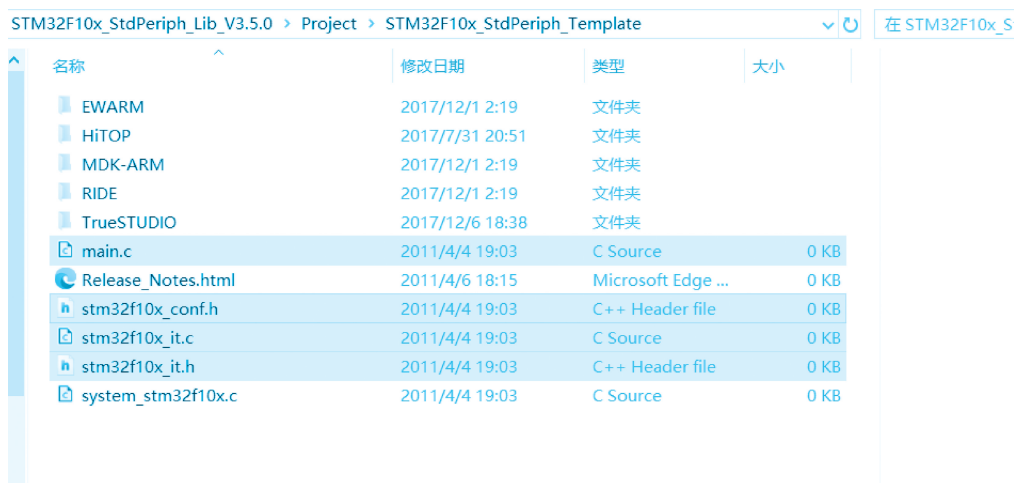 STM32F10x_StdPeriph_Lib_V3.5.0 > Project > STM32F10x_StdPeriph_Template 在 STM32F10x_S
名称 修改日期 类型 大小
EWARM 2017/12/1 2:19 文件夹
HiTOP 2017/7/31 20:51 文件夹
MDK-ARM 2017/12/1 2:19 文件夹
RIDE 2017/12/1 2:19 文件夹
TrueSTUDIO 2017/12/6 18:38 文件夹
main.c 2011/4/4 19:03 C Source 0 KB
Release_Notes.html 2011/4/6 18:15 Microsoft Edge ... 0 KB
stm32f10x_conf.h 2011/4/4 19:03 C++ Header file 0 KB
stm32f10x_it.c 2011/4/4 19:03 C Source 0 KB
stm32f10x_it.h 2011/4/4 19:03 C++ Header file 0 KB
system_stm32f10x.c 2011/4/4 19:03 C Source 0 KB